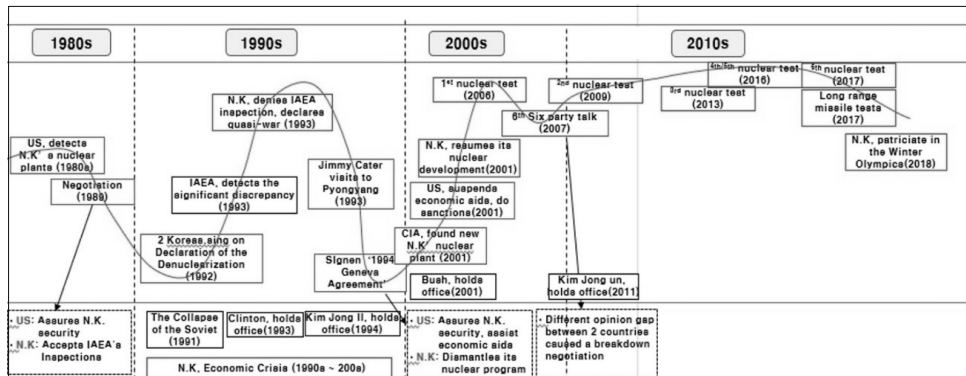 1980s
1990s
2000s
2010s
US, detects
N.K' s nuclear
plants (1980s)
Negotiation
(1989)
N.K, denies IAEA
inspection, declares
quasi-war (1993)
IAEA, detects the
significant discrepancy
(1993)
2 Koreas,sing on
Declaration of the
Denuclearization
(1992)
Jimmy Cater
visits to
Pyongyang
(1993)
Signen ‘1994
Geneva
Agreement’
1st nuclear test
(2006)
6th Six party talk
(2007)
N.K, resumes its
nuclear
development(2001)
US, suspends
economic aids, do
sanctions(2001)
CIA, found new
N.K' nuclear
plant (2001)
Bush, holds
office(2001)
2nd nuclear test
(2009)
3rd nuclear test
(2013)
4th/5th nuclear test
(2016)
6th nuclear test
(2017)
Long range
missile tests
(2017)
N.K, patriciate in
the Winter
Olympics(2018)
Kim Jong un,
holds office(2011)
· US: Assures N.K.
security
· N.K: Accepts IAEA's
Inspections
The Collapse
of the Soviet
(1991)
Clinton, holds
office(1993)
Kim Jong Il, holds
office(1994)
N.K, Economic Crisis (1990s ~ 200s)
· US: Assures N.K.
security, assist
economic aids
· N.K: Dismantles its
nuclear program
· Different opinion gap
between 2 countries
caused a breakdown
negotiation